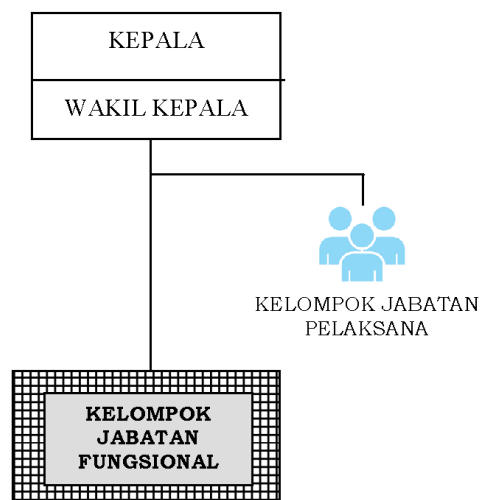 KEPALA
WAKIL KEPALA
KELOMPOK JABATAN
PELAKSANA
KELOMPOK
JABATAN
FUNGSIONAL